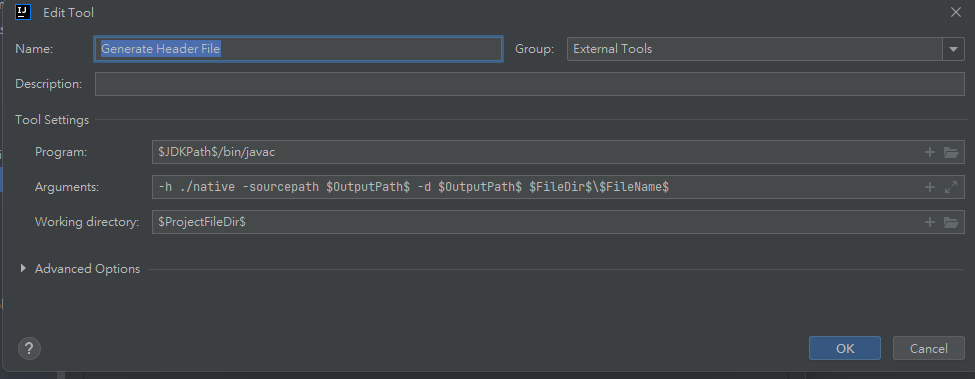 IJ
Edit Tool
Name: Generate Header File Group: External Tools
Description:
Tool Settings
Program: $JDKPath$/bin/javac
Arguments: -h ./native -sourcepath $OutputPath$ -d $OutputPath$ $FileDir$\$FileName$
Working directory: $ProjectFileDir$
Advanced Options
? OK Cancel